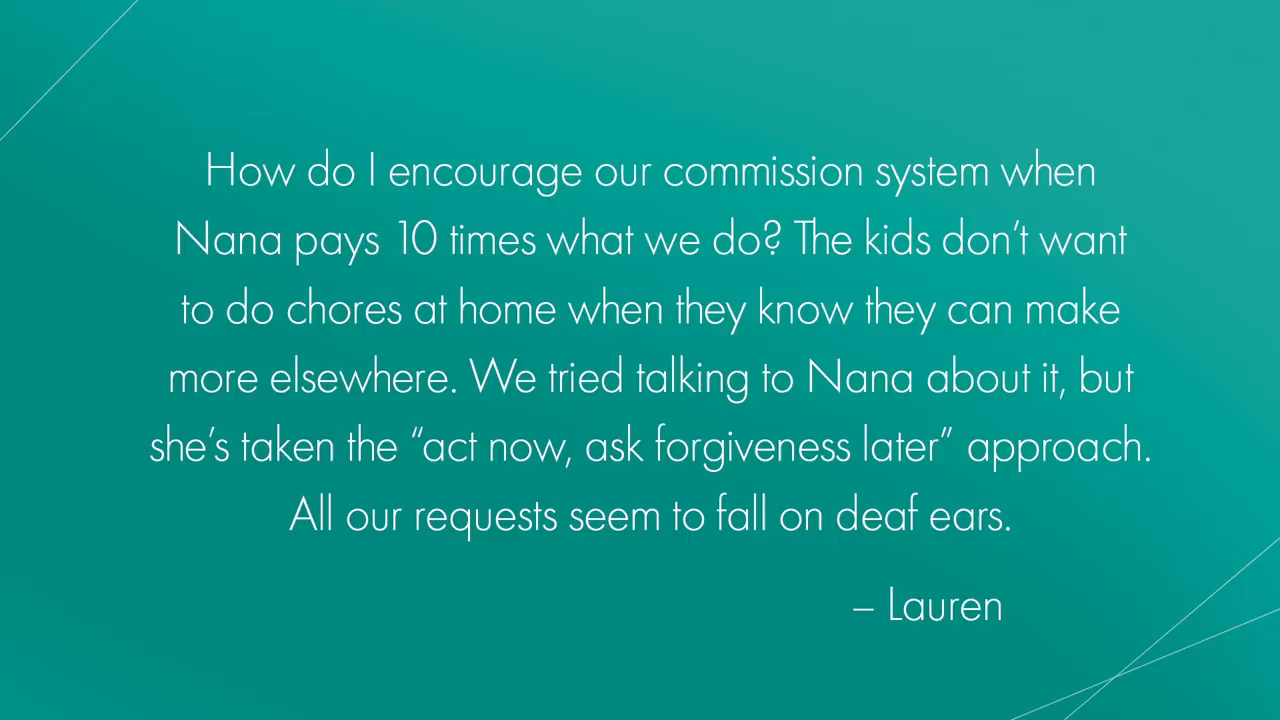 How do I encourage our commission system when
Nana pays 10 times what we do? The kids don’t want
to do chores at home when they know they can make
more elsewhere. We tried talking to Nana about it, but
she’s taken the “act now, ask forgiveness later” approach.
All our requests seem to fall on deaf ears.
– Lauren